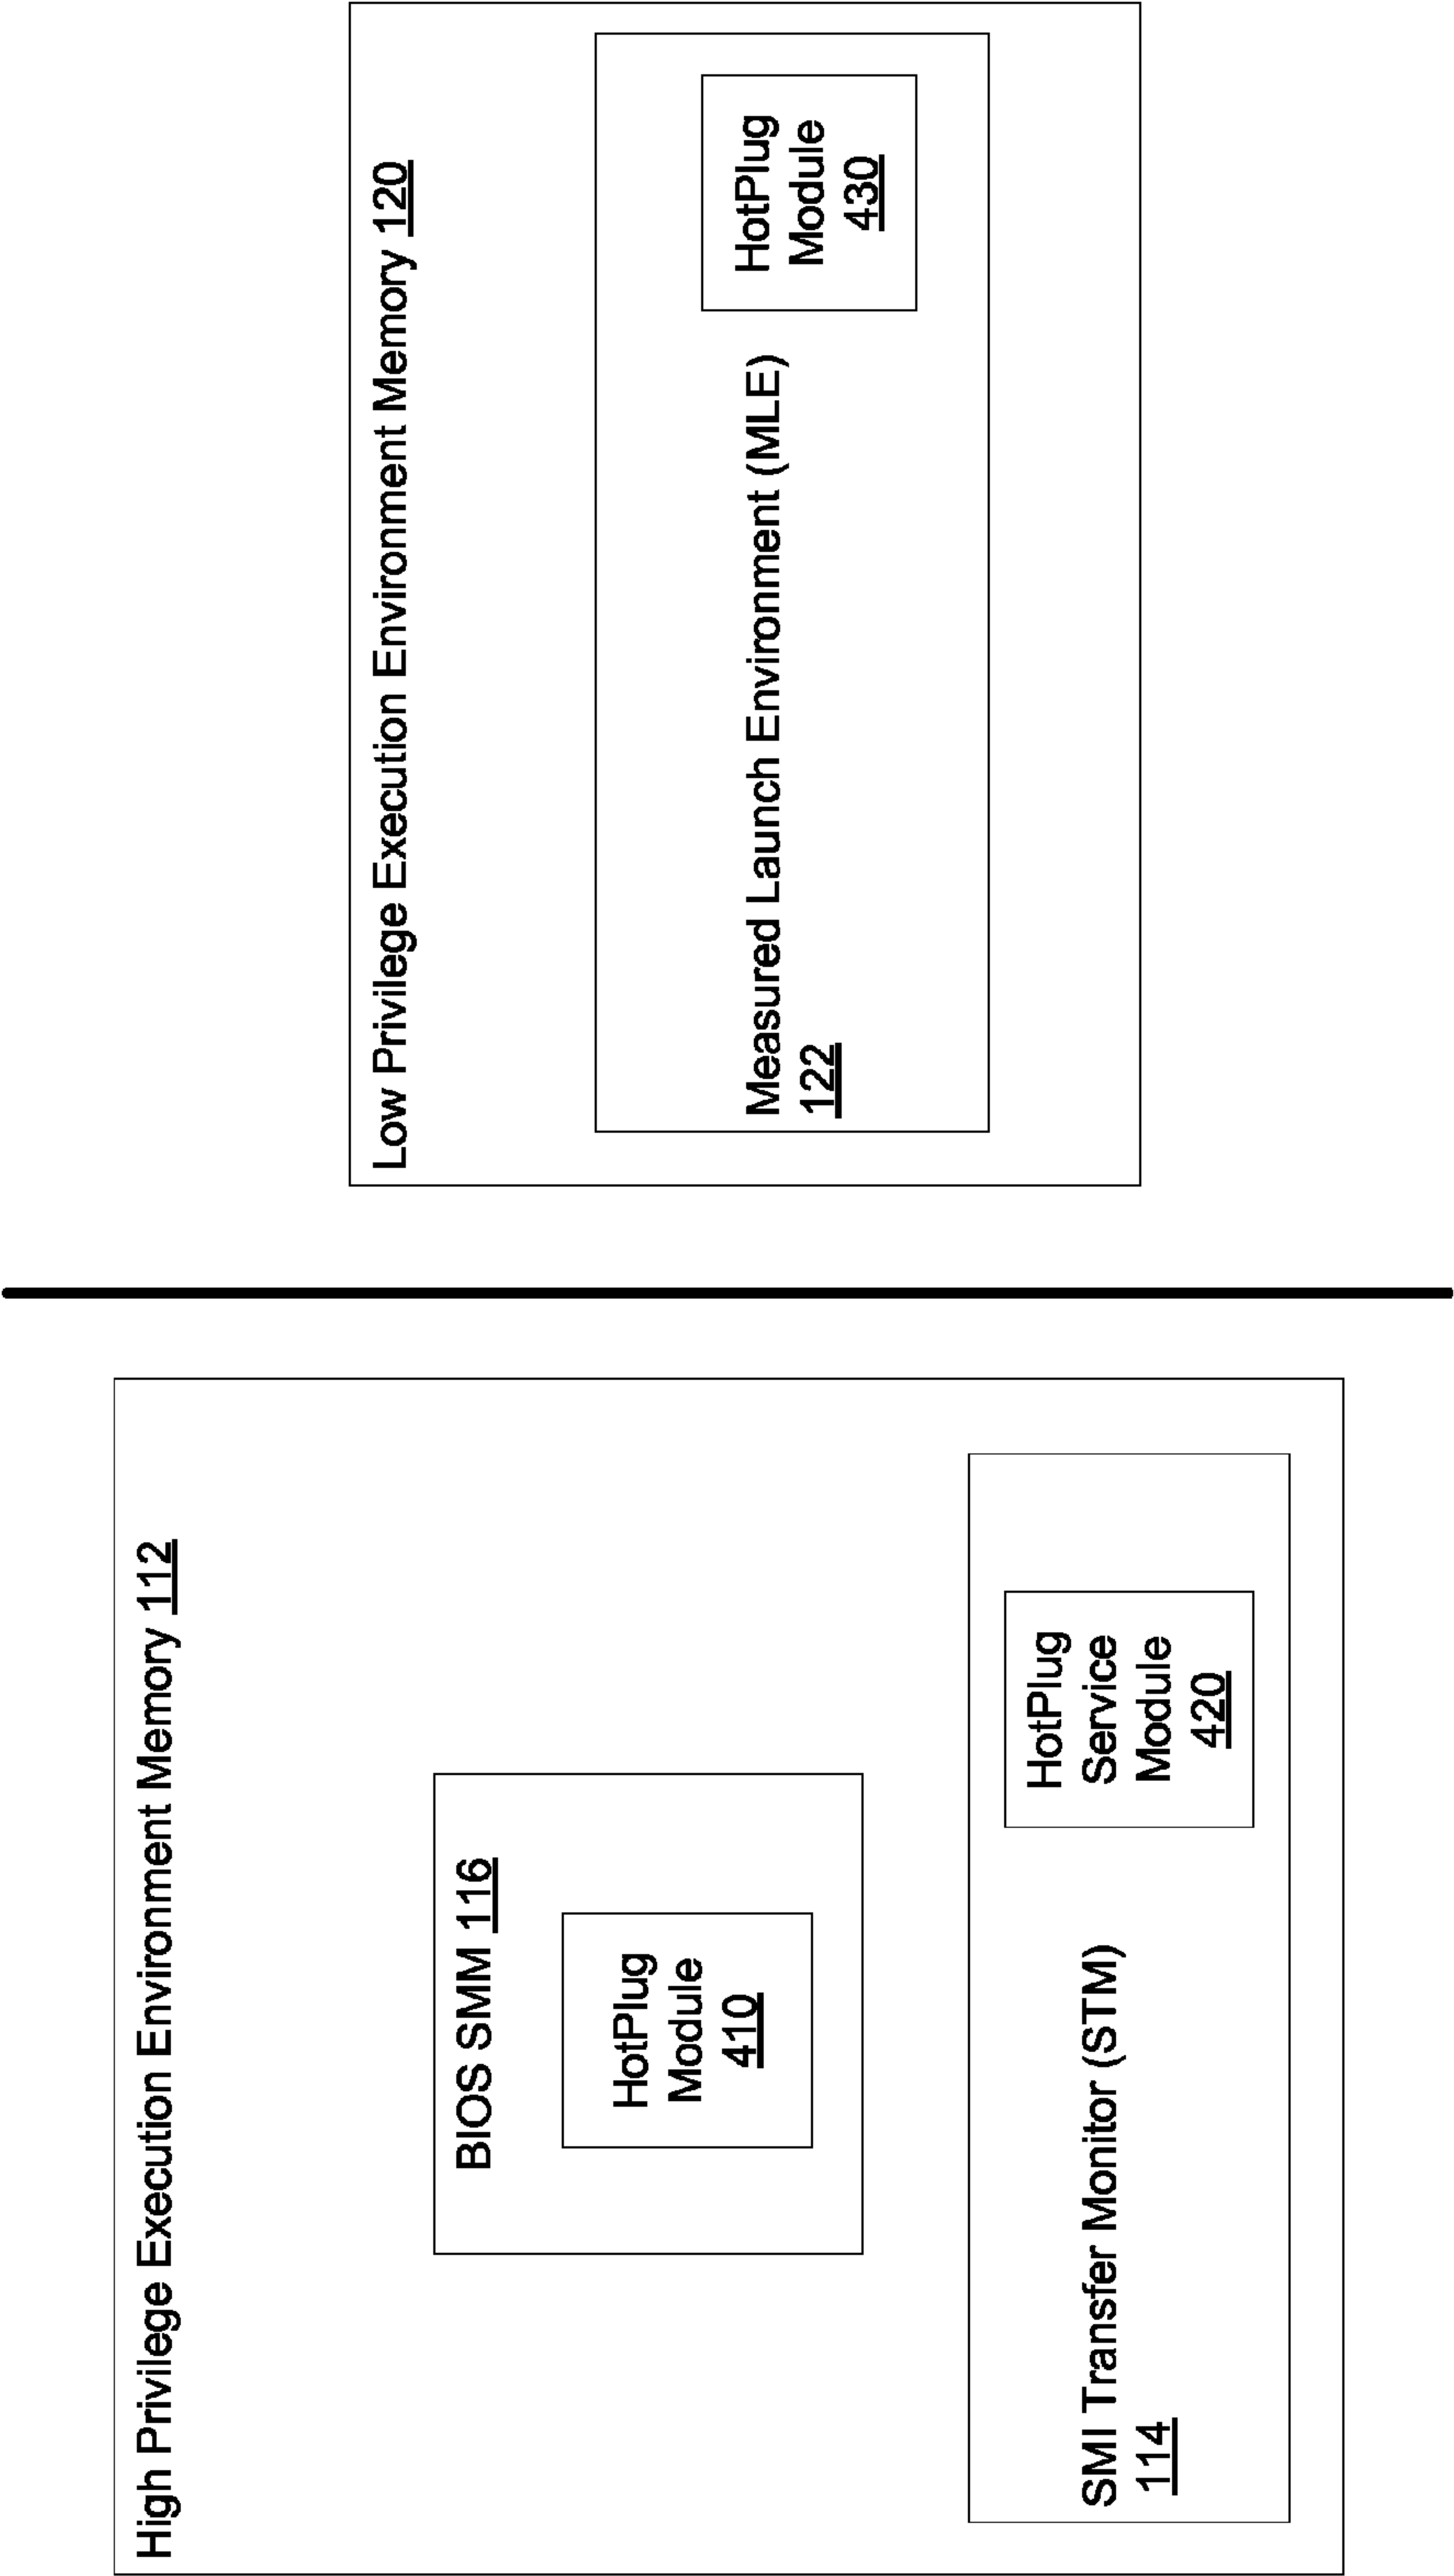 High Privilege Execution Environment Memory 112
BIOS SMM 116
HotPlug
Module
410
SMI Transfer Monitor (STM)
114
HotPlug
Service
Module
420
Low Privilege Execution Environment Memory 120
Measured Launch Environment (MLE)
122
HotPlug
Module
430